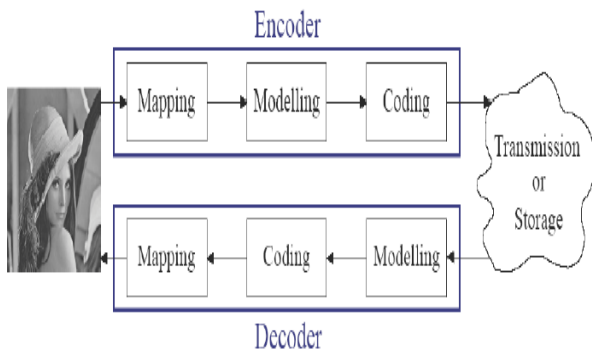 Encoder
Mapping
Modelling
Coding
Transmission
or
Storage
Mapping
Coding
Modelling
Decoder